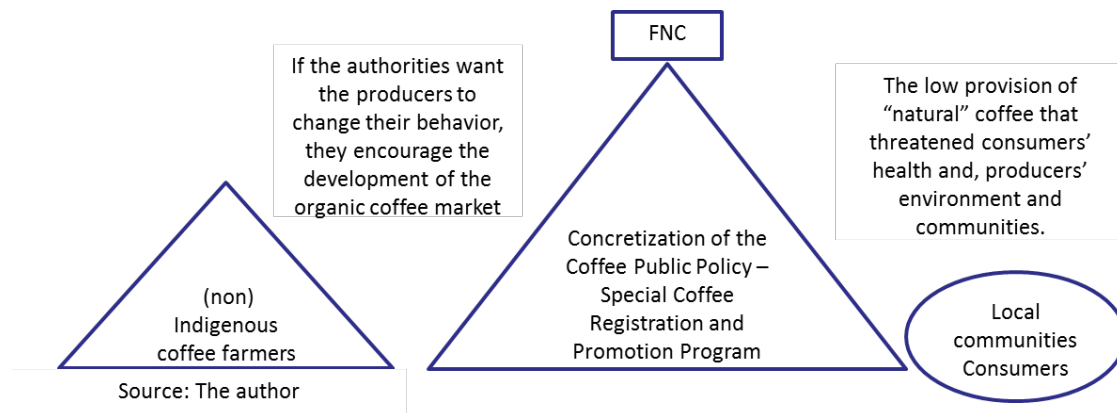 FNC
If the authorities want
the producers to
change their behavior,
they encourage the
development of the
organic coffee market
The low provision of
“natural” coffee that
threatened consumers’
health and, producers’
environment and
communities.
Concretization of the
Coffee Public Policy –
Special Coffee
Registration and
Promotion Program
(non)
Indigenous
coffee farmers
Local
communities
Consumers
Source: The author